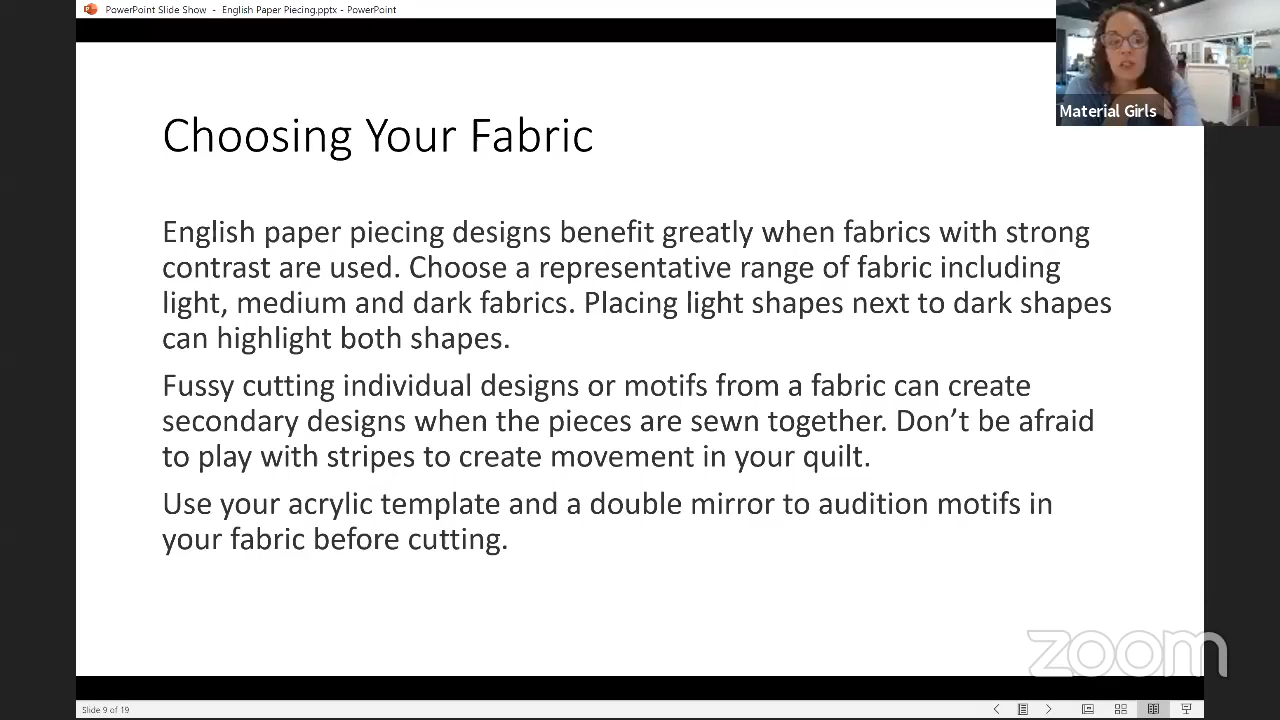 PowerPoint Slide Show - English Paper Piecing.pptx - PowerPoint
Material Girls
Choosing Your Fabric
English paper piecing designs benefit greatly when fabrics with strong
contrast are used. Choose a representative range of fabric including
light, medium and dark fabrics. Placing light shapes next to dark shapes
can highlight both shapes.
Fussy cutting individual designs or motifs from a fabric can create
secondary designs when the pieces are sewn together. Don’t be afraid
to play with stripes to create movement in your quilt.
Use your acrylic template and a double mirror to audition motifs in
your fabric before cutting.
zoom
Slide 9 of 19